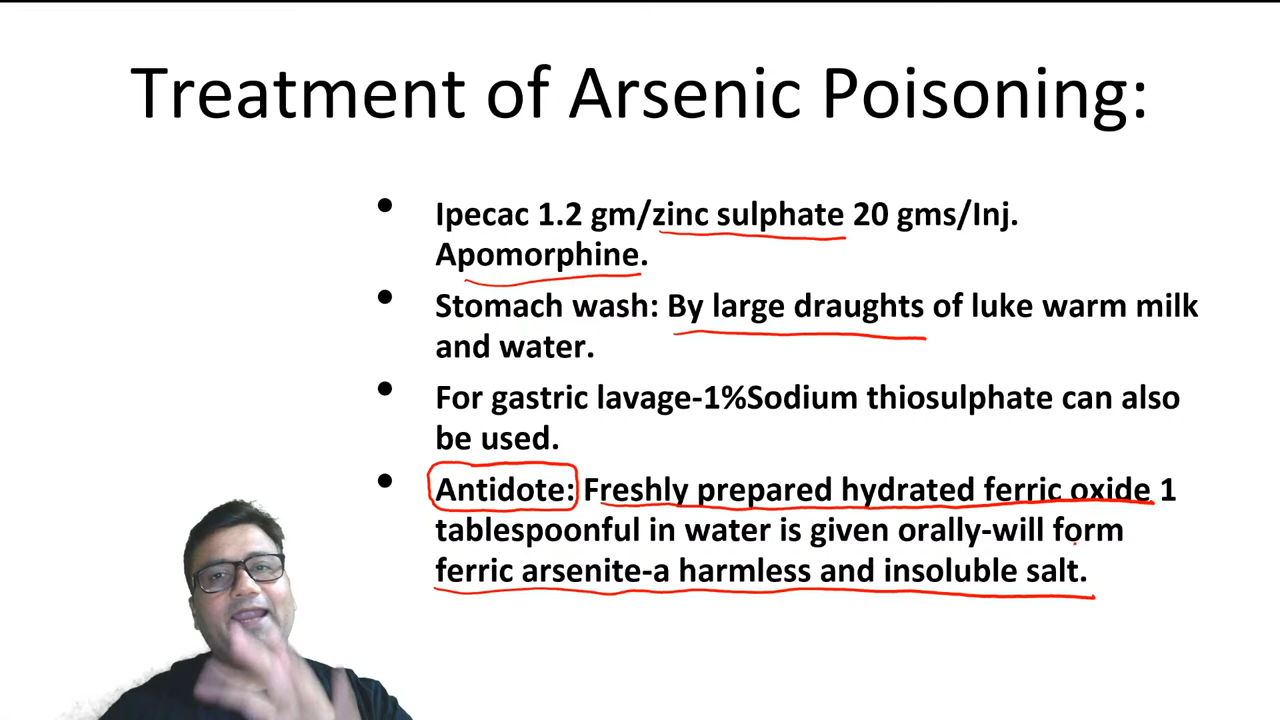 Treatment of Arsenic Poisoning:
• Ipecac 1.2 gm/zinc sulphate 20 gms/Inj.
Apomorphine.
• Stomach wash: By large draughts of luke warm milk
and water.
• For gastric lavage-1%Sodium thiosulphate can also
be used.
• Antidote: Freshly prepared hydrated ferric oxide 1
tablespoonful in water is given orally-will form
ferric arsenite-a harmless and insoluble salt.